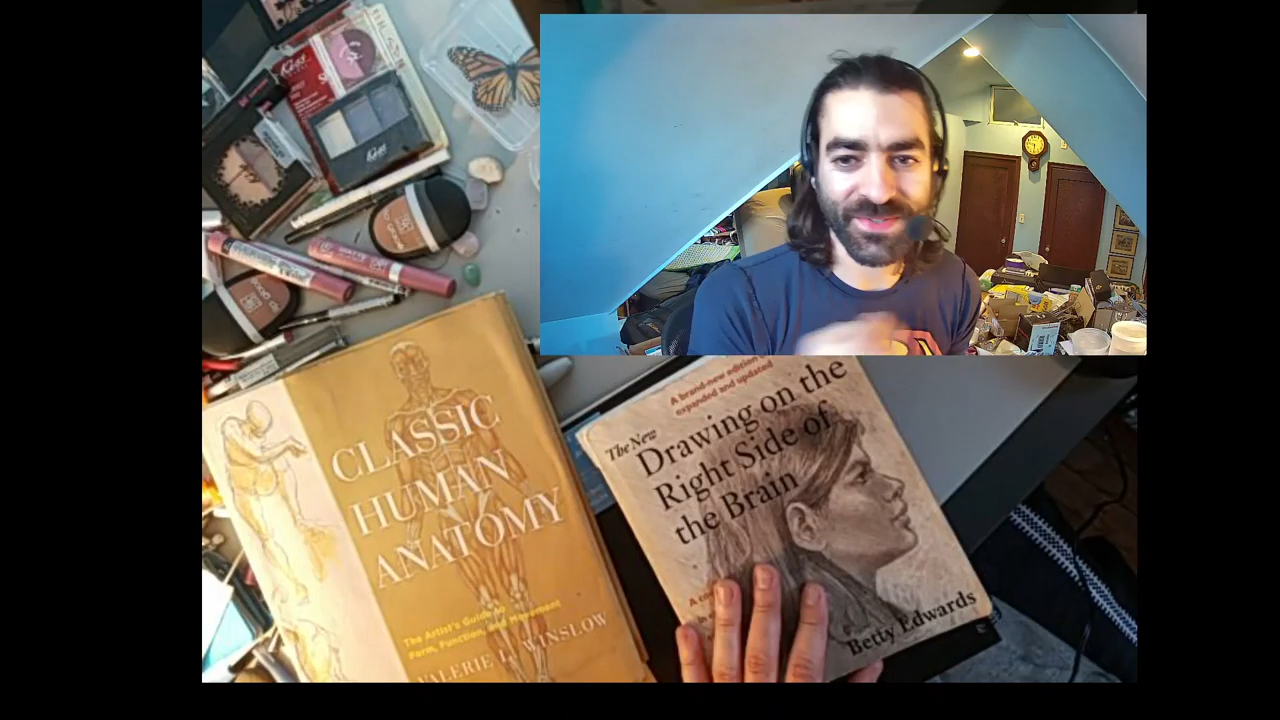 Kiss
Kiss
CLASSIC
HUMAN
ANATOMY
The Artist's Guide to
Form, Function, and Movement
VALERIE L. WINSLOW
A brand-new edition
expanded and updated
The New
Drawing on the
Right Side of
the Brain
Betty Edwards